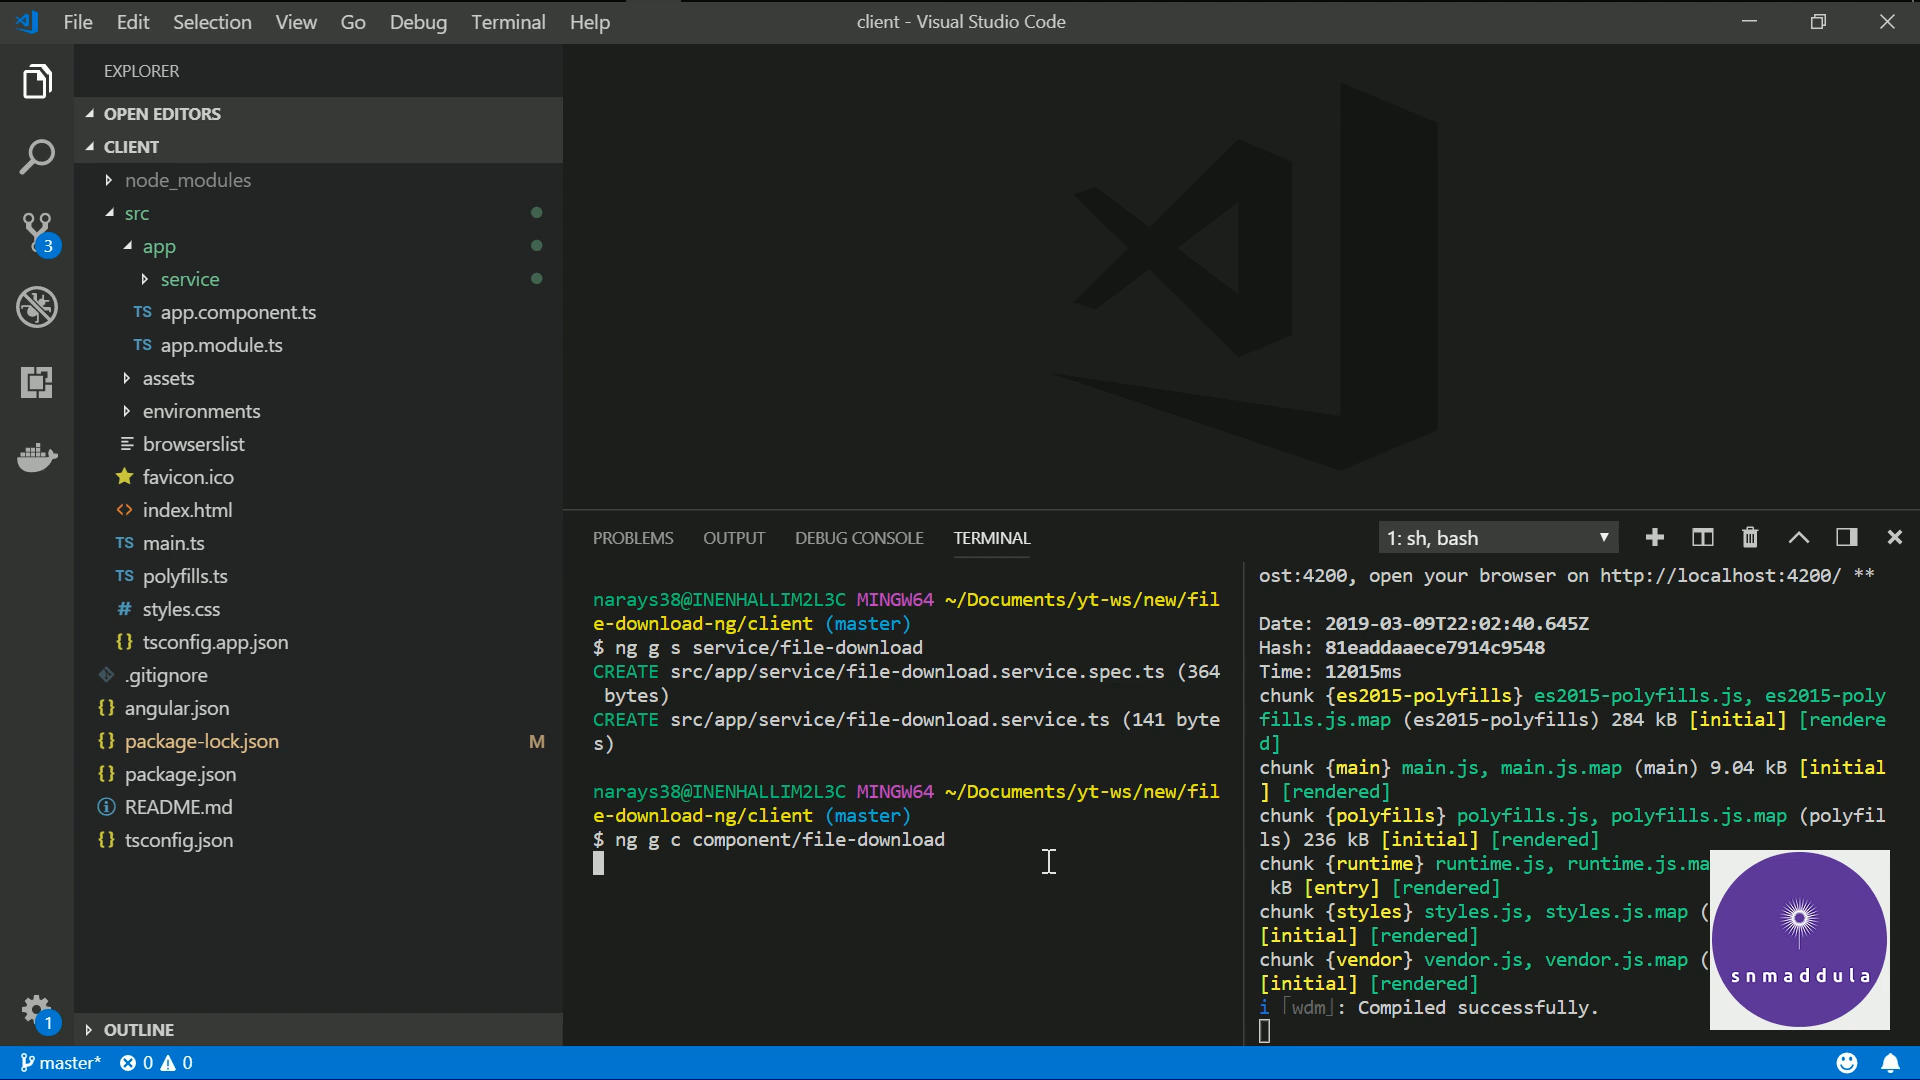 File Edit Selection View Go Debug Terminal Help
client - Visual Studio Code
EXPLORER
OPEN EDITORS
CLIENT
node_modules
src
app
service
TS app.component.ts
TS app.module.ts
assets
environments
browserslist
favicon.ico
<> index.html
TS main.ts
TS polyfills.ts
# styles.css
{} tsconfig.app.json
.gitignore
{} angular.json
{} package-lock.json M
{} package.json
README.md
{} tsconfig.json
OUTLINE
3
1
PROBLEMS OUTPUT DEBUG CONSOLE TERMINAL
1: sh, bash
narays38@INENHALLIM2L3C MINGW64 ~/Documents/yt-ws/new/fil
e-download-ng/client (master)
$ ng g s service/file-download
CREATE src/app/service/file-download.service.spec.ts (364
bytes)
CREATE src/app/service/file-download.service.ts (141 byte
s)
narays38@INENHALLIM2L3C MINGW64 ~/Documents/yt-ws/new/fil
e-download-ng/client (master)
$ ng g c component/file-download
ost:4200, open your browser on http://localhost:4200/ **
Date: 2019-03-09T22:02:40.645Z
Hash: 81eaddaaece7914c9548
Time: 12015ms
chunk {es2015-polyfills} es2015-polyfills.js, es2015-poly
fills.js.map (es2015-polyfills) 284 kB [initial] [rendere
d]
chunk {main} main.js, main.js.map (main) 9.04 kB [initial
] [rendered]
chunk {polyfills} polyfills.js, polyfills.js.map (polyfil
ls) 236 kB [initial] [rendered]
chunk {runtime} runtime.js, runtime.js.ma
kB [entry] [rendered]
chunk {styles} styles.js, styles.js.map (
[initial] [rendered]
chunk {vendor} vendor.js, vendor.js.map (
[initial] [rendered]
i ｢wdm｣: Compiled successfully.
snmaddula
master* 0 0